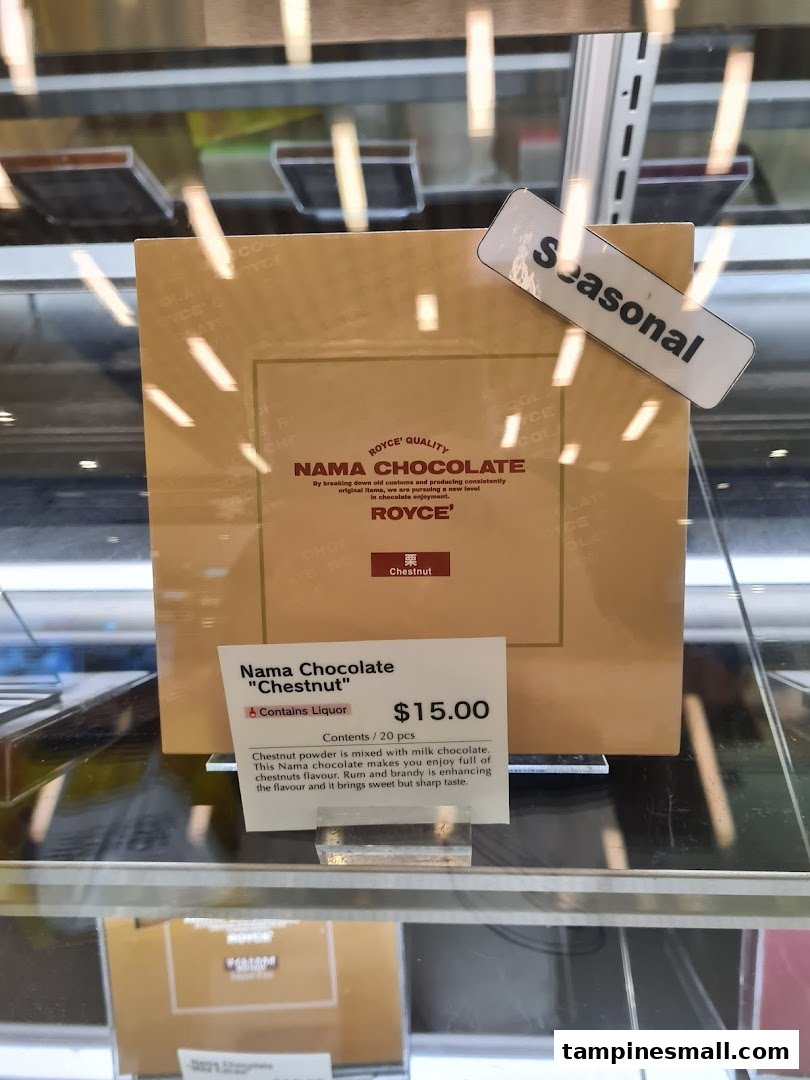 Seasonal
ROYCE' QUALITY
NAMA CHOCOLATE
By breaking down old customs and producing consistently
original items, we are pursuing a new level
in chocolate enjoyment.
ROYCE'
栗
Chestnut
Nama Chocolate
"Chestnut"
Contains Liquor
$15.00
Contents / 20 pcs
Chestnut powder is mixed with milk chocolate.
This Nama chocolate makes you enjoy full of
chestnuts flavour. Rum and brandy is enhancing
the flavour and it brings sweet but sharp taste.
ROYCE'
Nama Chocolate
tampinesmall.com